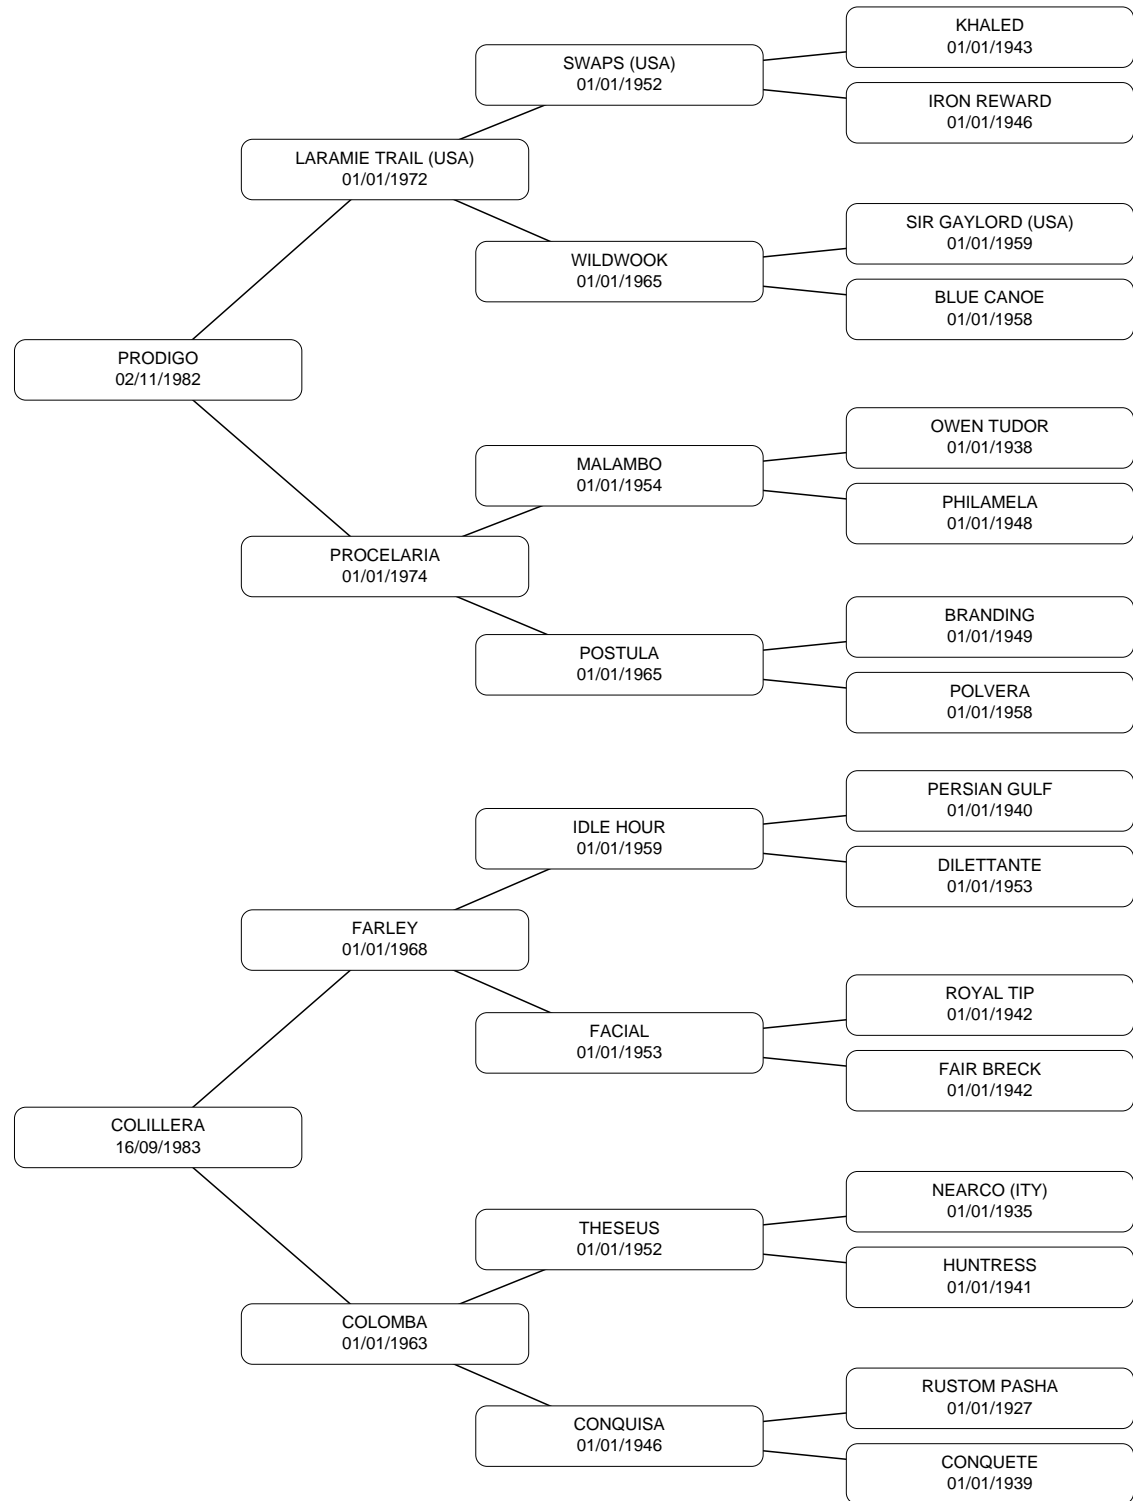 KHALED
01/01/1943
SWAPS (USA)
01/01/1952
IRON REWARD
01/01/1946
LARAMIE TRAIL (USA)
01/01/1972
SIR GAYLORD (USA)
01/01/1959
WILDWOOK
01/01/1965
BLUE CANOE
01/01/1958
PRODIGO
02/11/1982
OWEN TUDOR
01/01/1938
MALAMBO
01/01/1954
PHILAMELA
01/01/1948
PROCELARIA
01/01/1974
BRANDING
01/01/1949
POSTULA
01/01/1965
POLVERA
01/01/1958
PERSIAN GULF
01/01/1940
IDLE HOUR
01/01/1959
DILETTANTE
01/01/1953
FARLEY
01/01/1968
ROYAL TIP
01/01/1942
FACIAL
01/01/1953
FAIR BRECK
01/01/1942
COLILLERA
16/09/1983
NEARCO (ITY)
01/01/1935
THESEUS
01/01/1952
HUNTRESS
01/01/1941
COLOMBA
01/01/1963
RUSTOM PASHA
01/01/1927
CONQUISA
01/01/1946
CONQUETE
01/01/1939